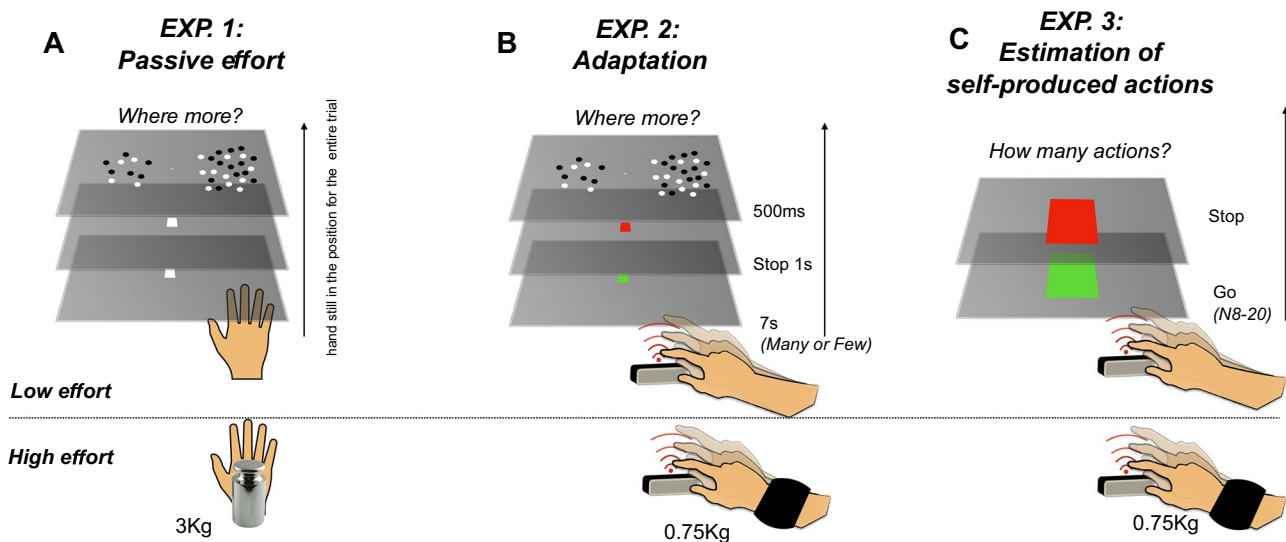 A
EXP. 1:
Passive effort
Where more?
hand still in the position for the entire trial
B
EXP. 2:
Adaptation
Where more?
500ms
Stop 1s
7s
(Many or Few)
C
EXP. 3:
Estimation of
self-produced actions
How many actions?
Stop
Go
(N8-20)
Low effort
High effort
3Kg
0.75Kg
0.75Kg